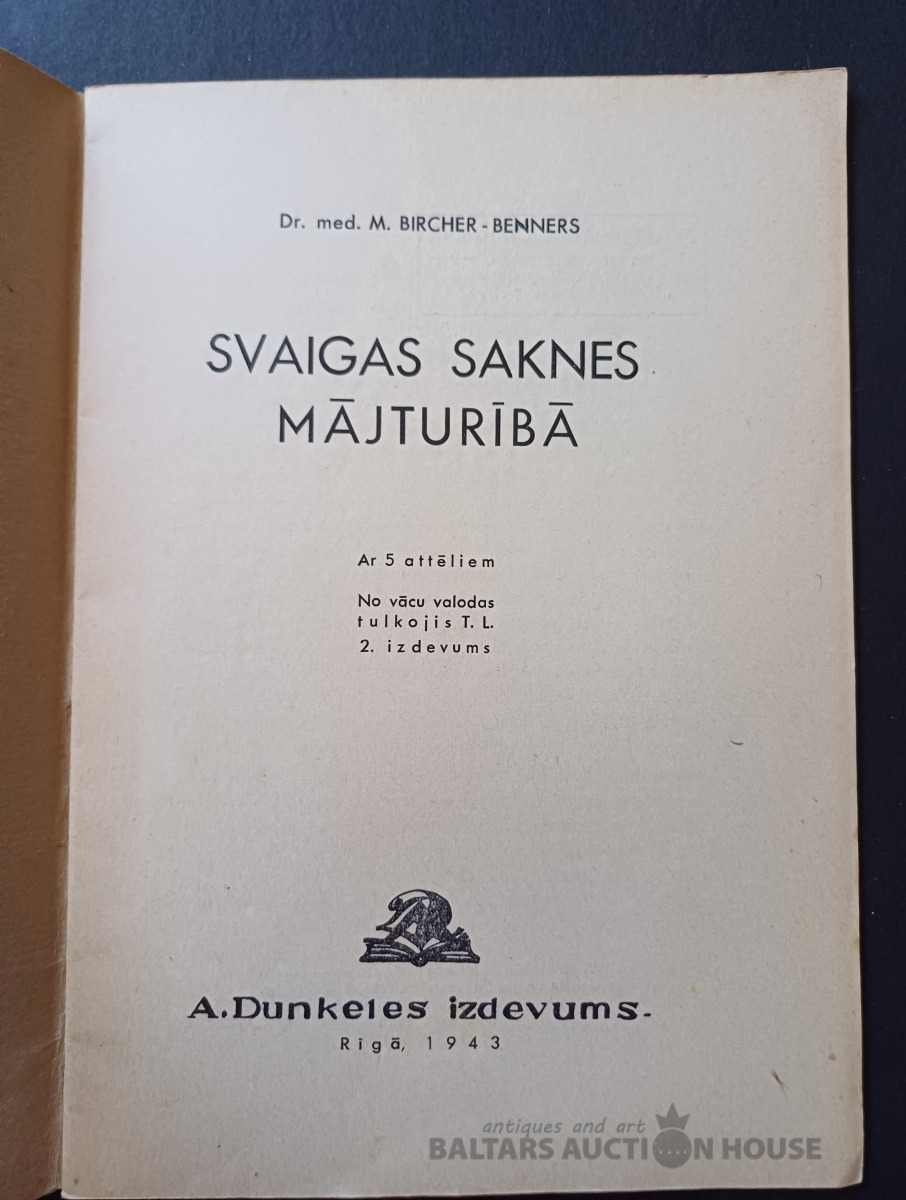 Dr. med. M. BIRCHER-BENNERS
SVAIGAS SAKNES
MĀJTURĪBĀ
Ar 5 attēliem
No vācu valodas
tulkojis T. L.
2. izdevums
A. Dunkeles izdevums.
Rīgā, 1943
antiques and art
BALTARS AUCTION HOUSE